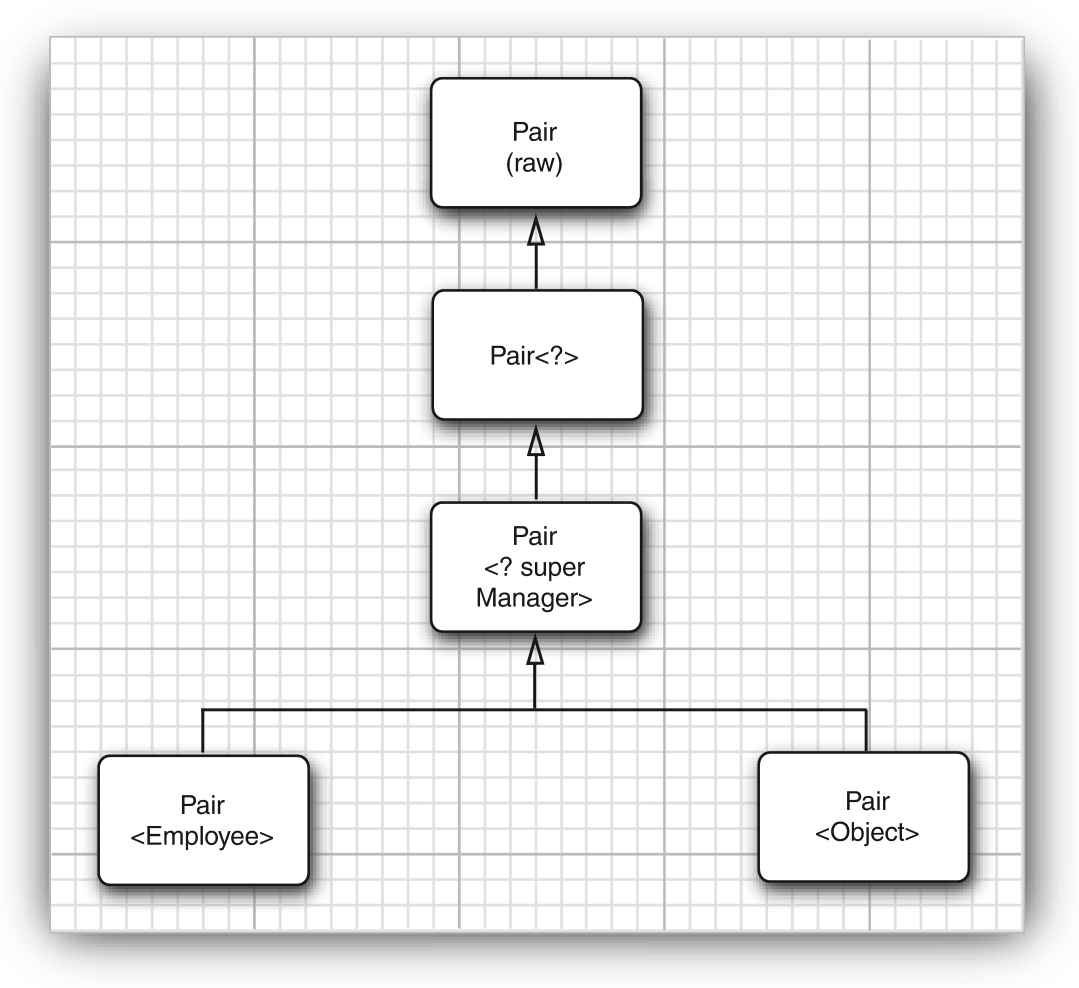 Pair
(raw)
Pair<?>
Pair
<? super
Manager>
Pair
<Employee>
Pair
<Object>